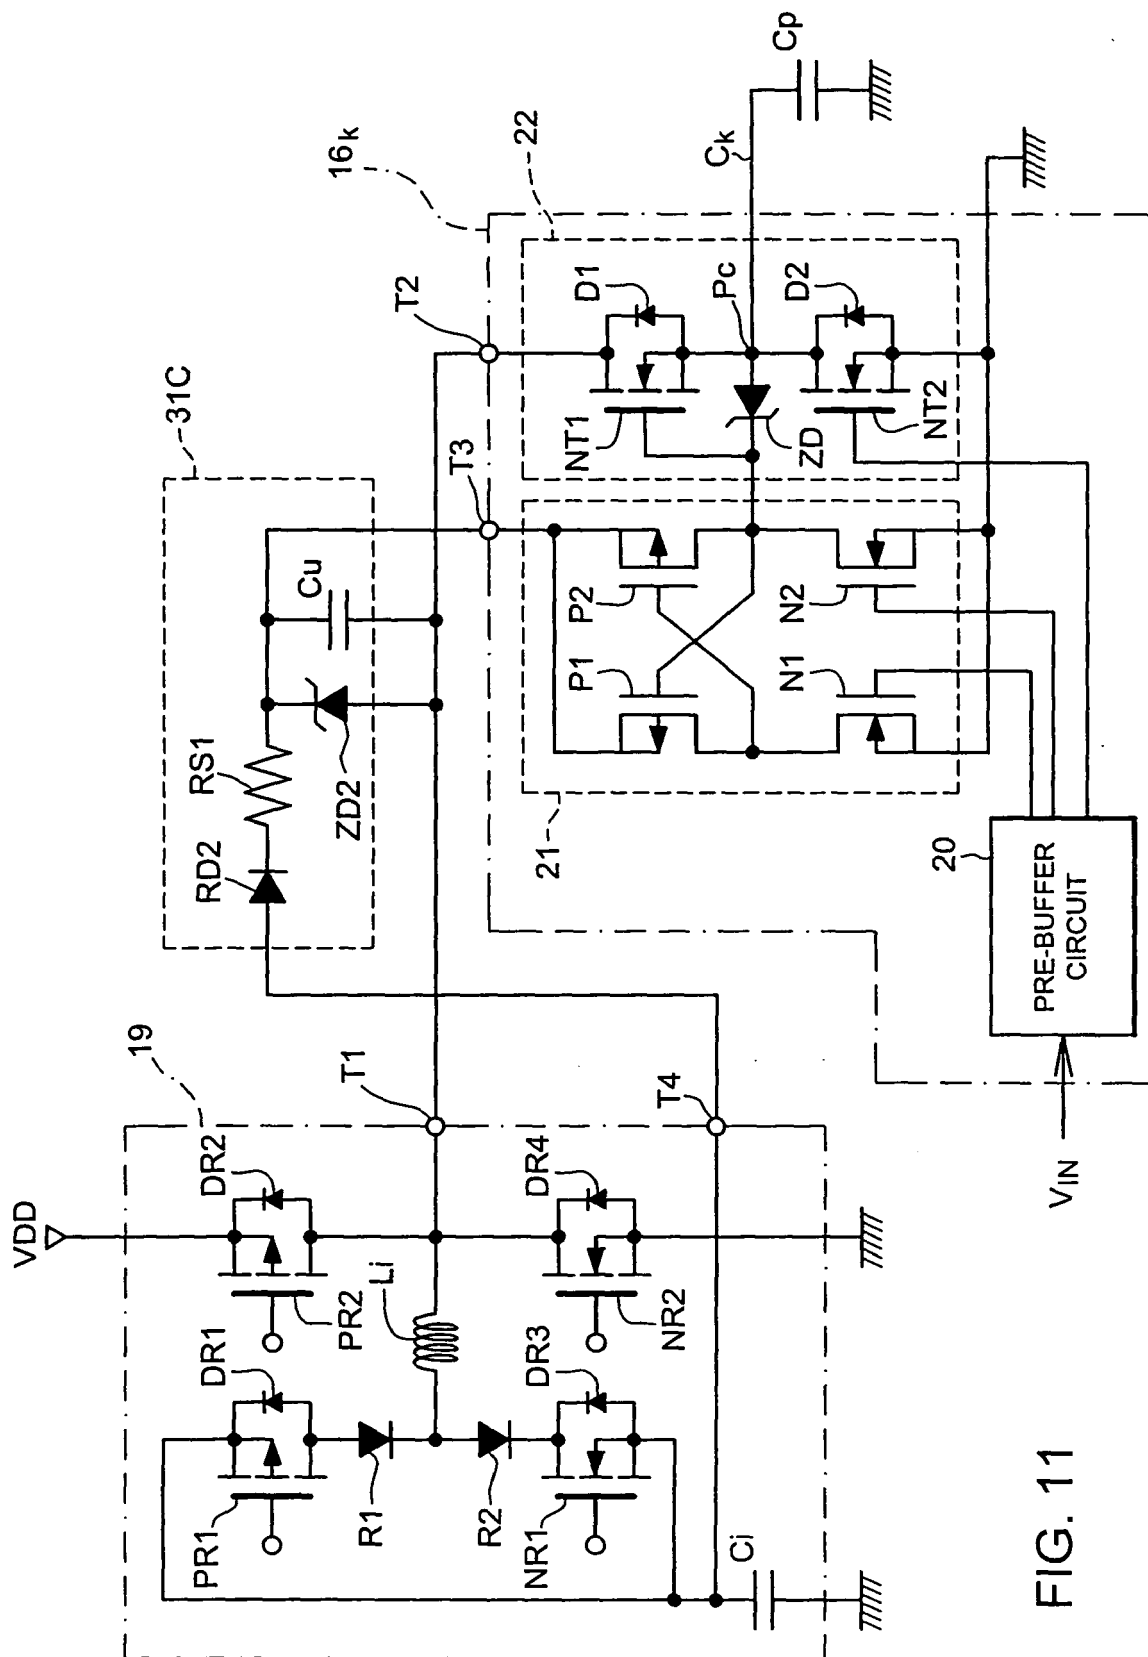 VDD
19
DR2
PR2
DR1
PR1
R1
Li
T1
T4
R2
DR3
NR1
DR4
NR2
Ci
31C
RD2
RS1
ZD2
Cu
T3
T2
16k
22
D1
NT1
Pc
ZD
D2
NT2
Ck
Cp
21
P1
P2
N1
N2
20
PRE-BUFFER
CIRCUIT
VIN
FIG. 11